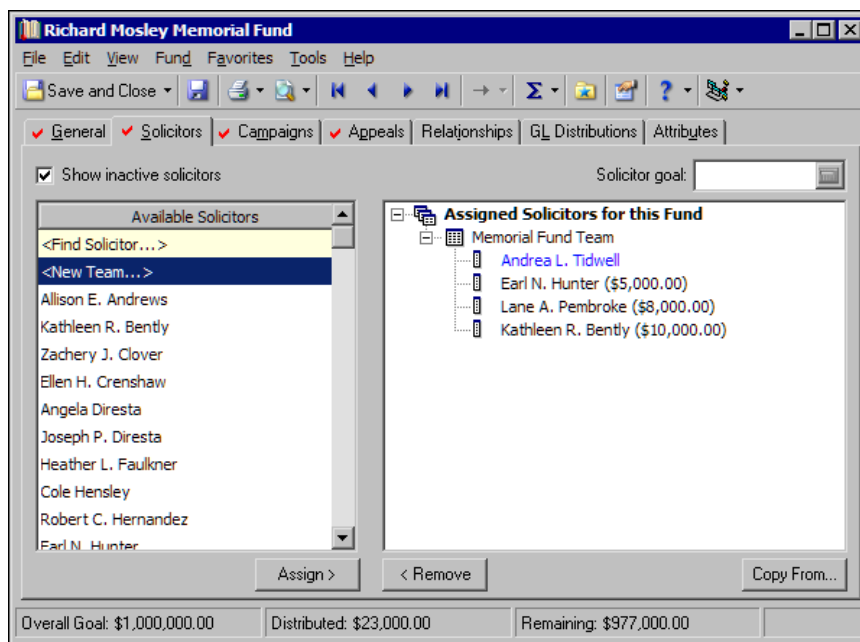 Richard Mosley Memorial Fund
File Edit View Fund Favorites Tools Help
Save and Close
General Solicitors Campaigns Appeals Relationships GL Distributions Attributes
Show inactive solicitors
Solicitor goal:
Available Solicitors
<Find Solicitor...>
<New Team...>
Allison E. Andrews
Kathleen R. Bently
Zachery J. Clover
Ellen H. Crenshaw
Angela Diresta
Joseph P. Diresta
Heather L. Faulkner
Cole Hensley
Robert C. Hernandez
Earl N. Hunter
Assigned Solicitors for this Fund
Memorial Fund Team
Andrea L. Tidwell
Earl N. Hunter ($5,000.00)
Lane A. Pembroke ($8,000.00)
Kathleen R. Bently ($10,000.00)
Assign > < Remove Copy From...
Overall Goal: $1,000,000.00 Distributed: $23,000.00 Remaining: $977,000.00